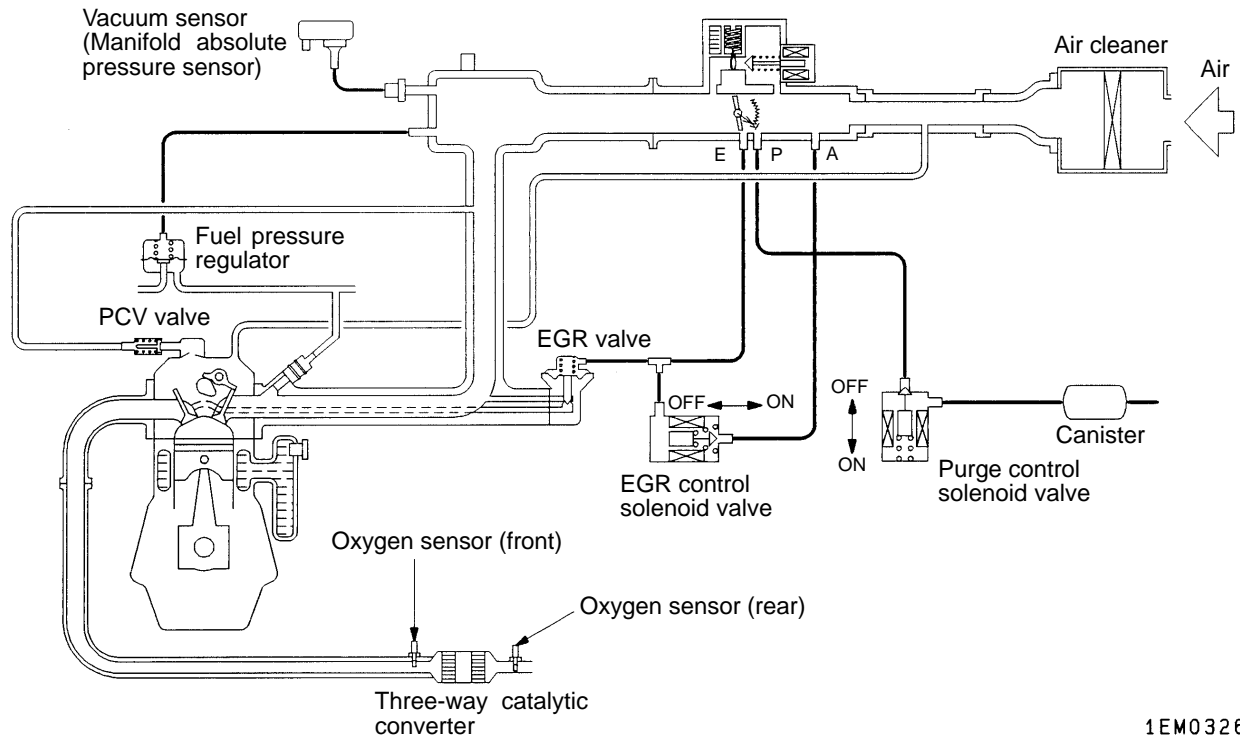 Vacuum sensor
(Manifold absolute
pressure sensor)
Air cleaner
Air
E
P
A
Fuel pressure
regulator
PCV valve
EGR valve
OFF
ON
OFF
ON
Canister
EGR control
solenoid valve
Purge control
solenoid valve
Oxygen sensor (front)
Oxygen sensor (rear)
Three-way catalytic
converter
1EM0326